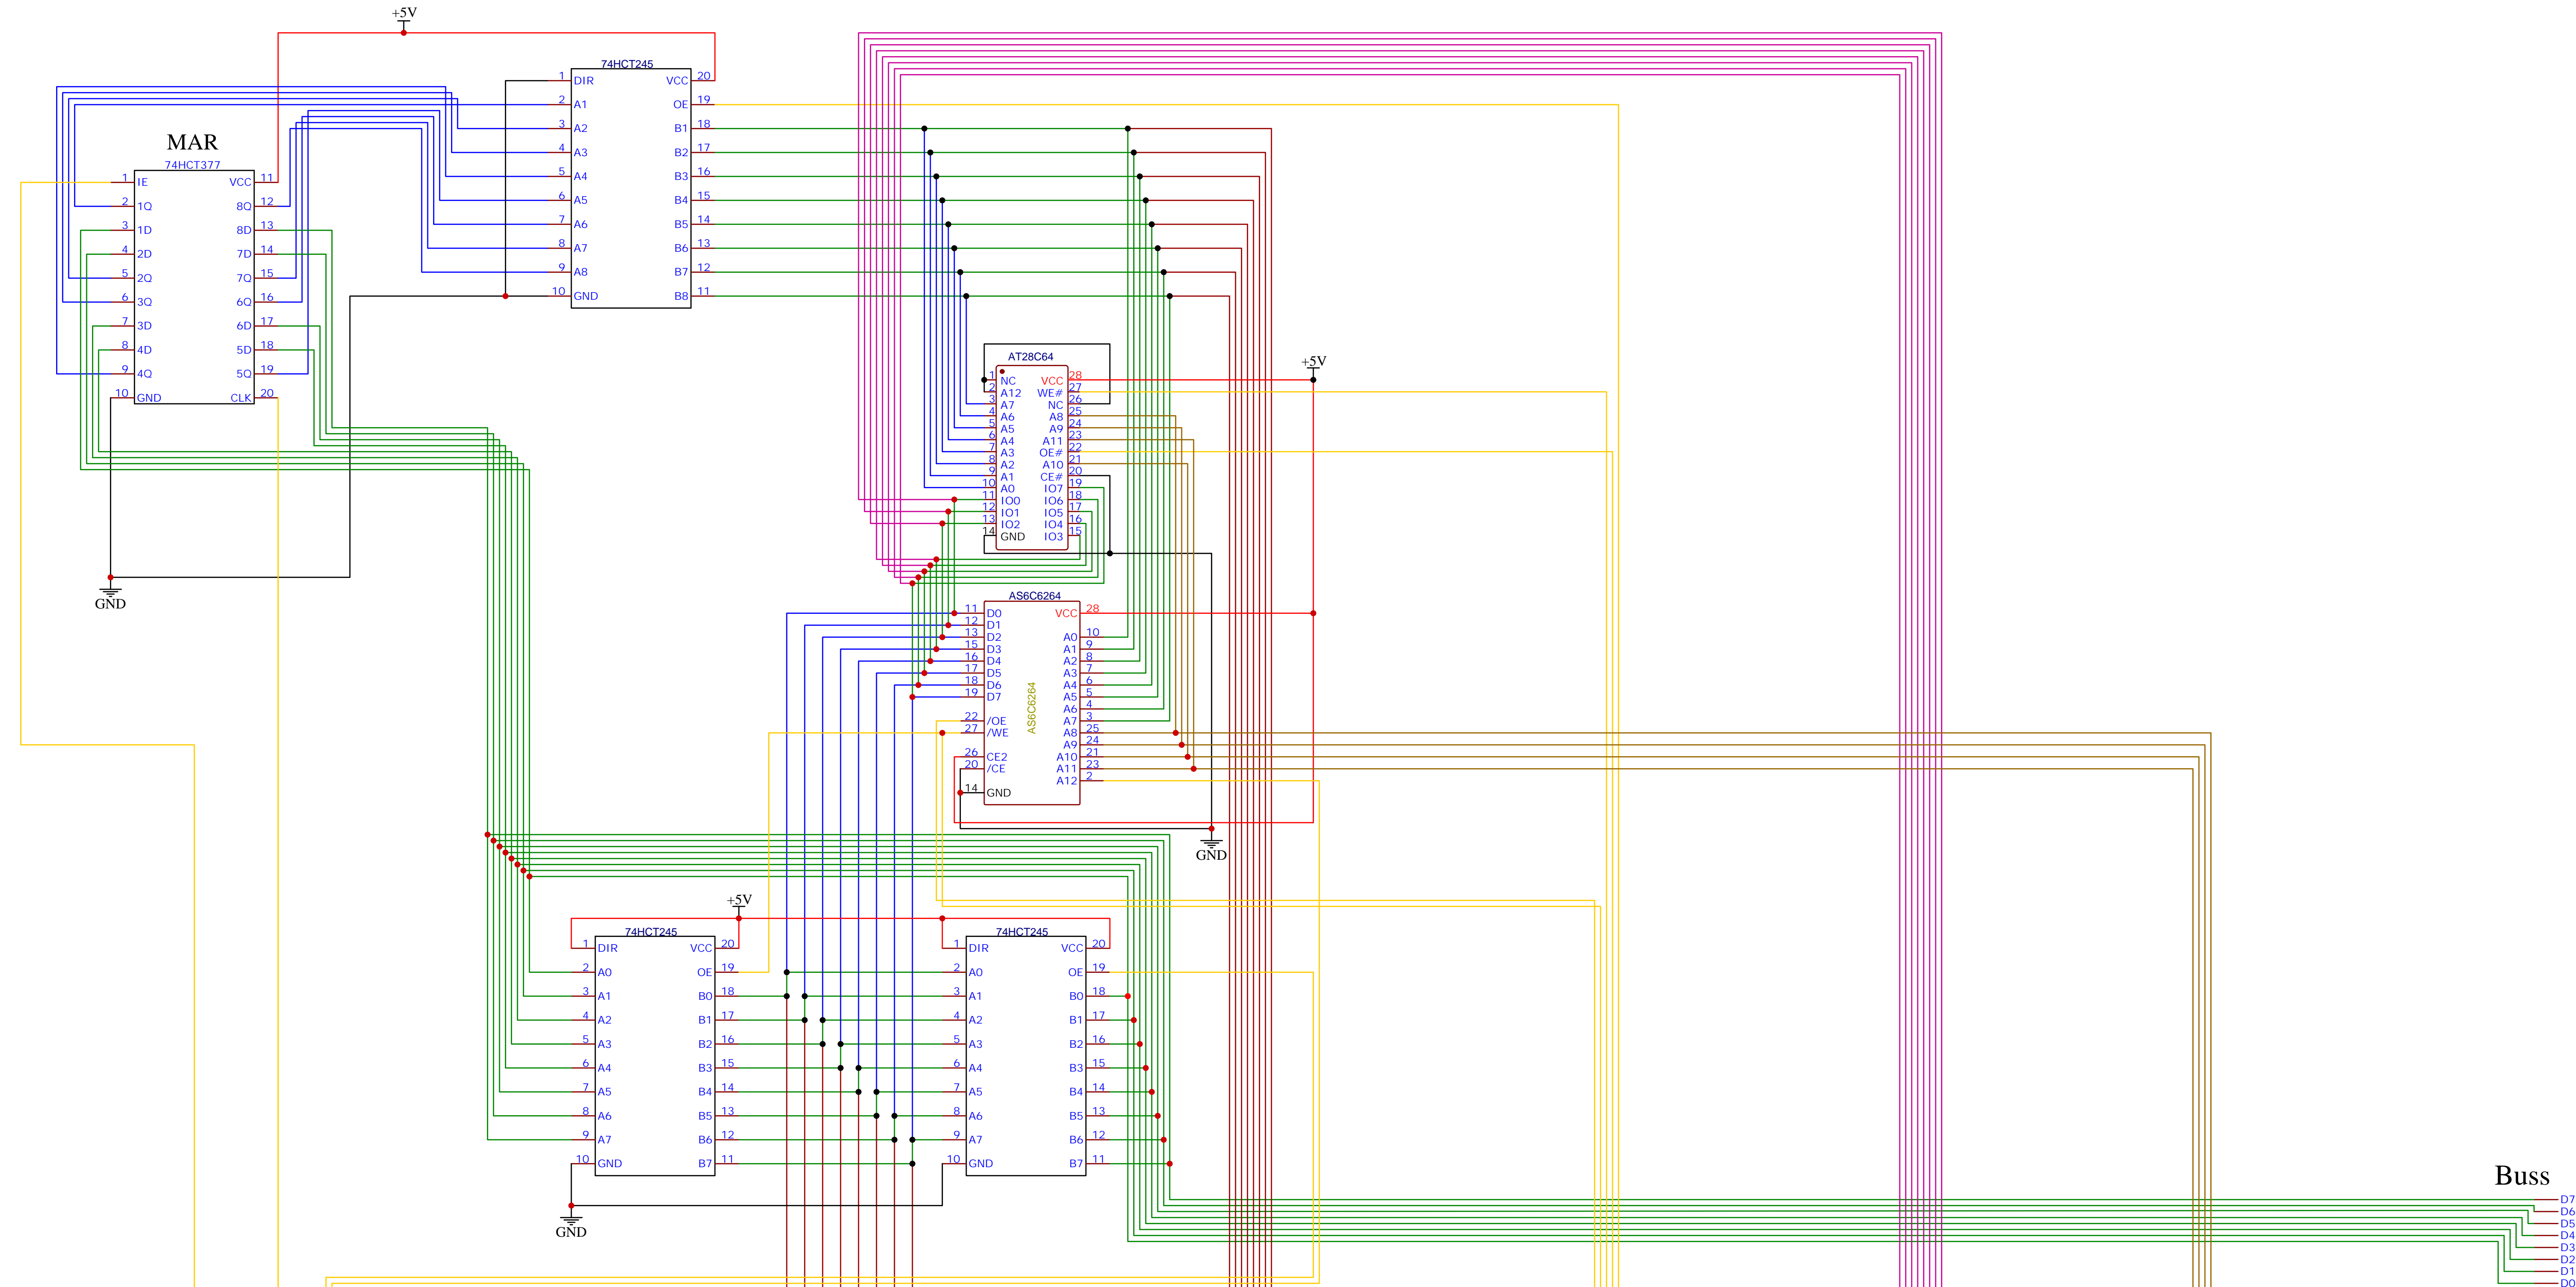 +5V
74HCT245
1 DIR VCC 20
2 A1 OE 19
3 A2 B1 18
4 A3 B2 17
5 A4 B3 16
6 A5 B4 15
7 A6 B5 14
8 A7 B6 13
9 A8 B7 12
10 GND B8 11
MAR
74HCT377
1 IE VCC 11
2 1Q 8Q 12
3 1D 8D 13
4 2D 7D 14
5 2Q 7Q 15
6 3Q 6Q 16
7 3D 6D 17
8 4D 5D 18
9 4Q 5Q 19
10 GND CLK 20
GND
AT28C64
+5V
1 NC VCC 28
2 A12 WE# 27
3 A7 NC 26
4 A6 A8 25
5 A5 A9 24
6 A4 A11 23
7 A3 OE# 22
8 A2 A10 21
9 A1 CE# 20
10 A0 IO7 19
11 IO0 IO6 18
12 IO1 IO5 17
13 IO2 IO4 16
14 GND IO3 15
AS6C6264
11 D0 VCC 28
12 D1
13 D2 A0 10
15 D3 A1 9
16 D4 A2 8
17 D5 A3 7
18 D6 A4 6
19 D7 A5 5
A6 4
22 /OE A7 3
27 /WE A8 25
A9 24
26 CE2 A10 21
20 /CE A11 23
A12 2
14 GND
AS6C6264
GND
+5V
74HCT245
1 DIR VCC 20
2 A0 OE 19
3 A1 B0 18
4 A2 B1 17
5 A3 B2 16
6 A4 B3 15
7 A5 B4 14
8 A6 B5 13
9 A7 B6 12
10 GND B7 11
GND
74HCT245
1 DIR VCC 20
2 A0 OE 19
3 A1 B0 18
4 A2 B1 17
5 A3 B2 16
6 A4 B3 15
7 A5 B4 14
8 A6 B5 13
9 A7 B6 12
10 GND B7 11
Buss
D7
D6
D5
D4
D3
D2
D1
D0